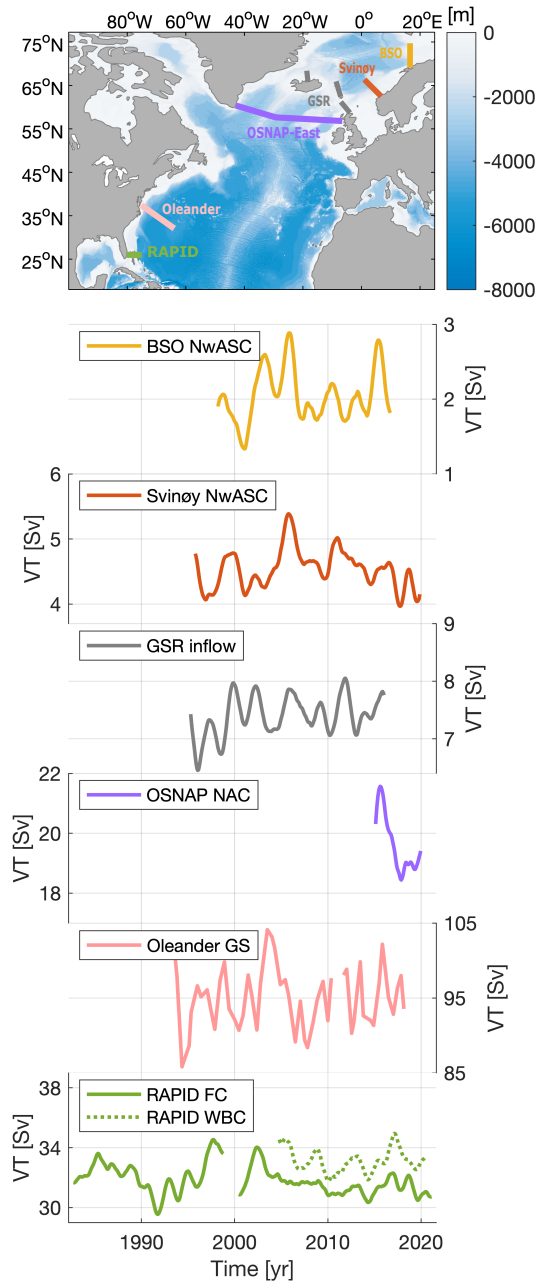 80°W 60°W 40°W 20°W 0° 20°E [m]
75°N
65°N
55°N
45°N
35°N
25°N
BSO
Svinøy
GSR
OSNAP-East
Oleander
RAPID
0
-2000
-4000
-6000
-8000
BSO NwASC
3
2
1
VT [Sv]
Svinøy NwASC
6
5
4
VT [Sv]
GSR inflow
9
8
7
VT [Sv]
OSNAP NAC
22
20
18
VT [Sv]
Oleander GS
105
95
85
VT [Sv]
RAPID FC
RAPID WBC
38
34
30
VT [Sv]
1990 2000 2010 2020
Time [yr]